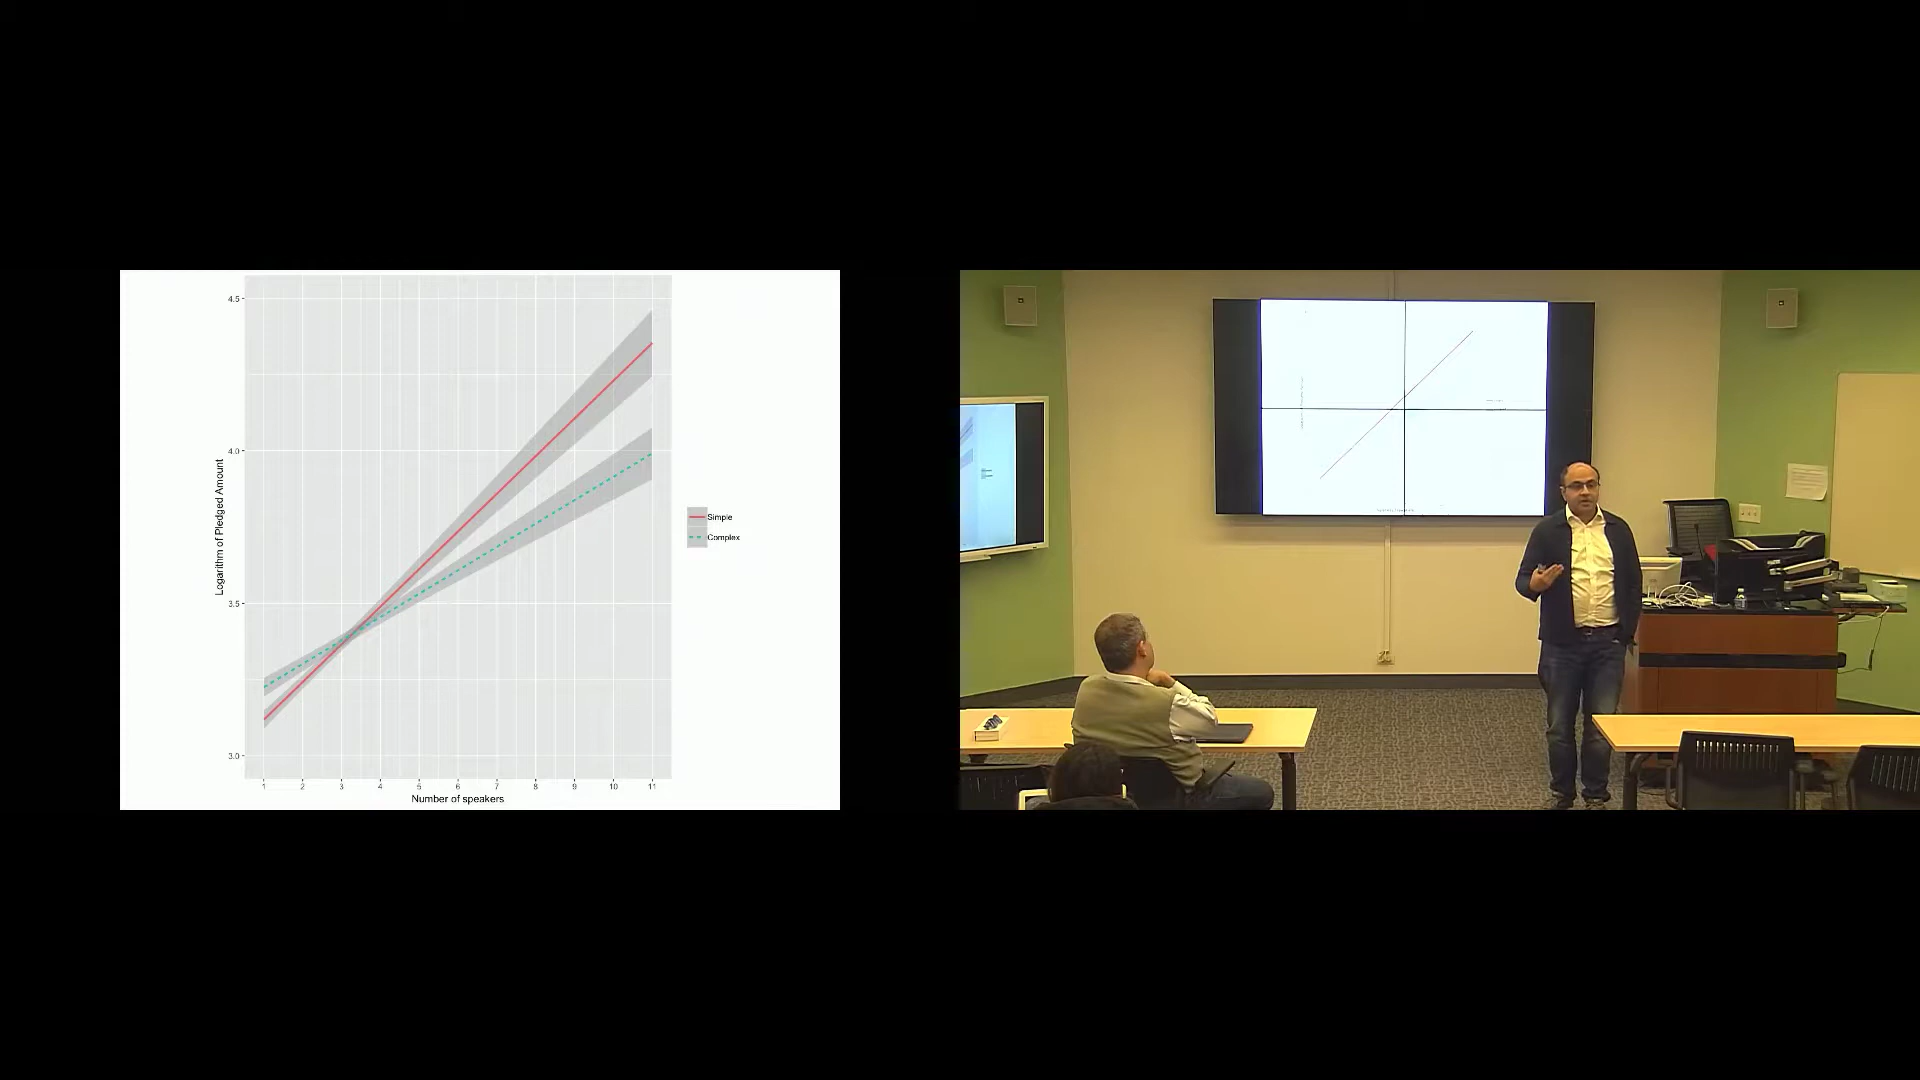 4.5
4.0
3.5
3.0
Logarithm of Pledged Amount
1 2 3 4 5 6 7 8 9 10 11
Number of speakers
Simple
Complex